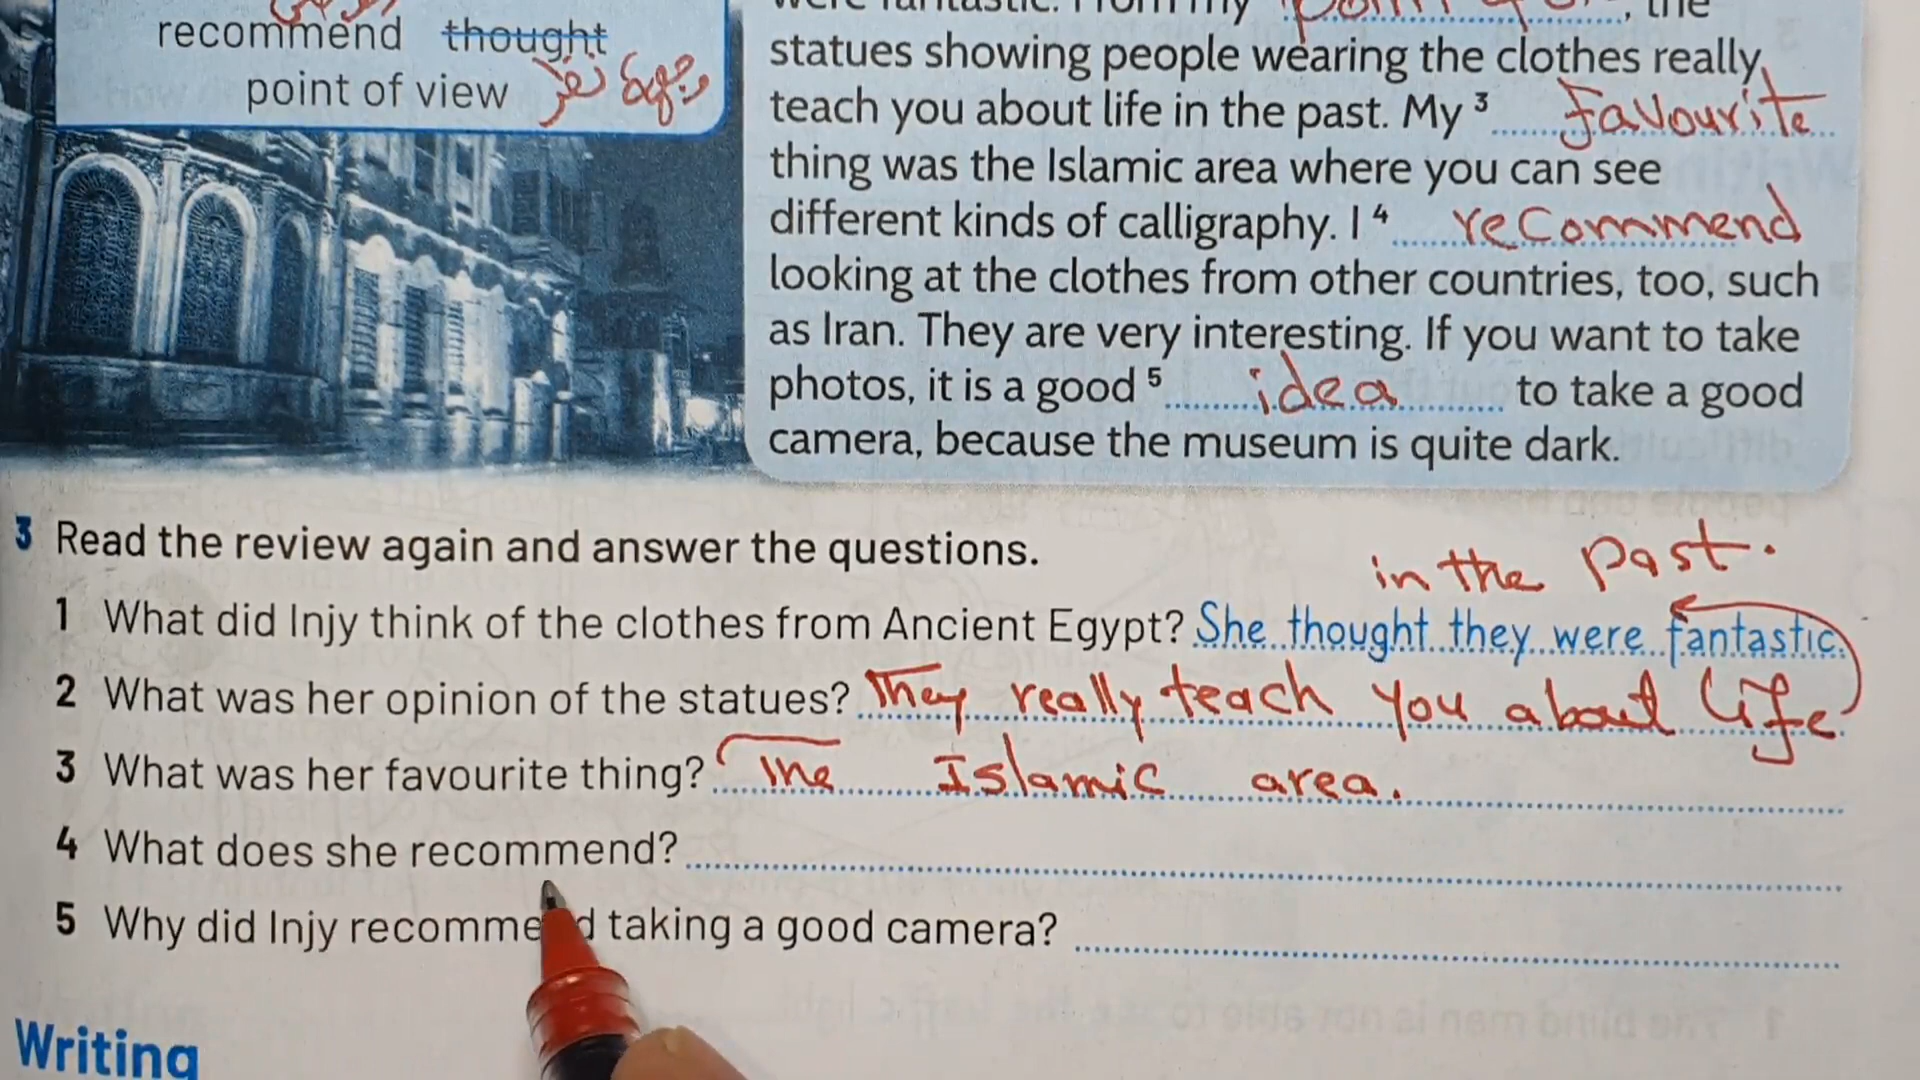 recommend thought
point of view وجهة نظر
point of, the
statues showing people wearing the clothes really
teach you about life in the past. My ³ Favourite
thing was the Islamic area where you can see
different kinds of calligraphy. I ⁴ recommend
looking at the clothes from other countries, too, such
as Iran. They are very interesting. If you want to take
photos, it is a good ⁵ idea to take a good
camera, because the museum is quite dark.
3 Read the review again and answer the questions.
in the past.
1 What did Injy think of the clothes from Ancient Egypt? She thought they were fantastic.
2 What was her opinion of the statues? They really teach you about life
3 What was her favourite thing? The Islamic area.
4 What does she recommend?
5 Why did Injy recommend taking a good camera?
Writing